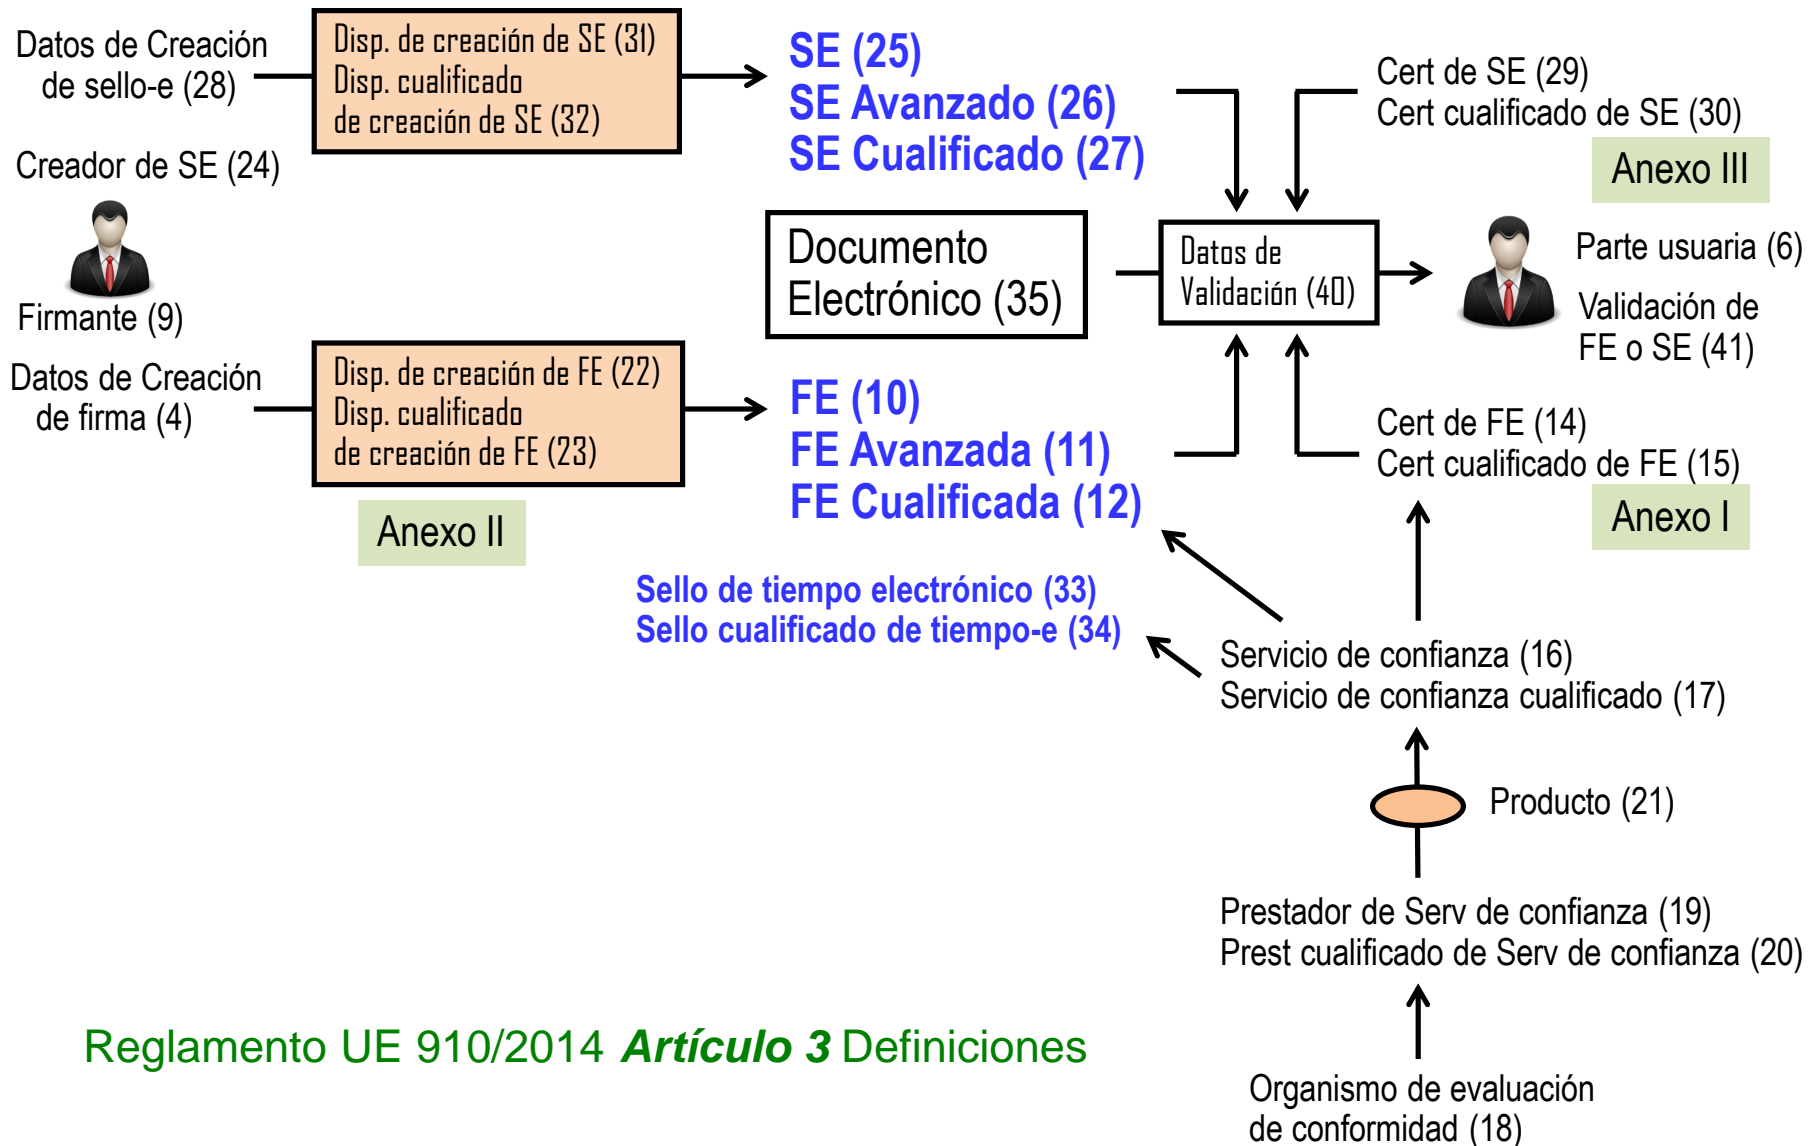 Datos de Creación
de sello-e (28)
Disp. de creación de SE (31)
Disp. cualificado
de creación de SE (32)
SE (25)
SE Avanzado (26)
SE Cualificado (27)
Cert de SE (29)
Cert cualificado de SE (30)
Anexo III
Creador de SE (24)
Firmante (9)
Documento
Electrónico (35)
Datos de
Validación (40)
Parte usuaria (6)
Validación de
FE o SE (41)
Datos de Creación
de firma (4)
Disp. de creación de FE (22)
Disp. cualificado
de creación de FE (23)
Anexo II
FE (10)
FE Avanzada (11)
FE Cualificada (12)
Cert de FE (14)
Cert cualificado de FE (15)
Anexo I
Sello de tiempo electrónico (33)
Sello cualificado de tiempo-e (34)
Servicio de confianza (16)
Servicio de confianza cualificado (17)
Producto (21)
Prestador de Serv de confianza (19)
Prest cualificado de Serv de confianza (20)
Reglamento UE 910/2014 Artículo 3 Definiciones
Organismo de evaluación
de conformidad (18)